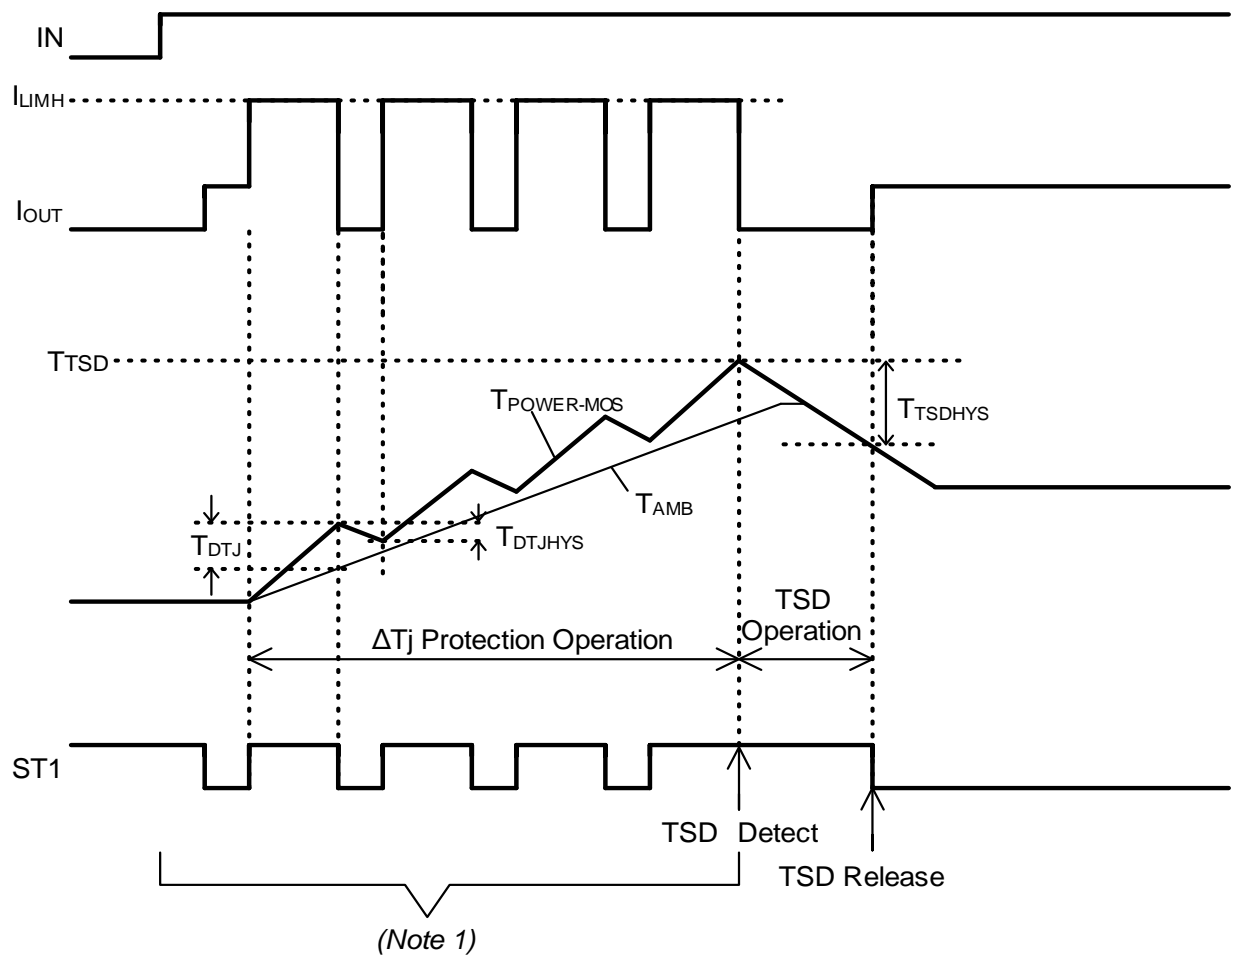 IN
ILIMH
IOUT
TTSD
TPOWER-MOS
TTSDHYS
TAMB
TDTJ
TDTJHYS
TSD
Operation
ΔTj Protection Operation
ST1
TSD Detect
TSD Release
(Note 1)